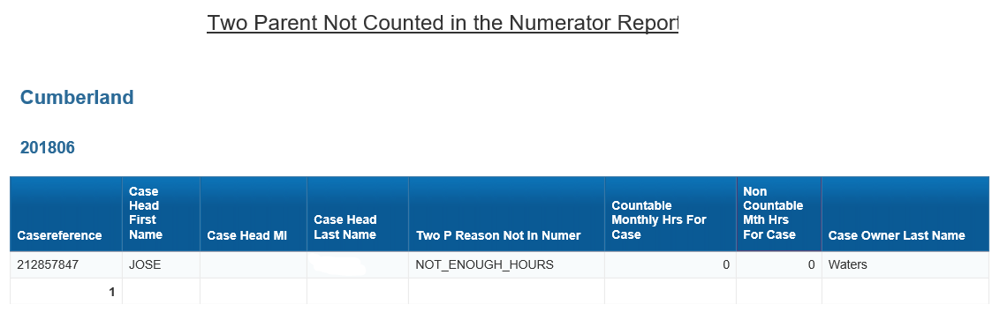 Two Parent Not Counted in the Numerator Report
Cumberland
201806
Casereference Case Head First Name Case Head MI Case Head Last Name Two P Reason Not In Numer Countable Monthly Hrs For Case Non Countable Mth Hrs For Case Case Owner Last Name
212857847 JOSE NOT_ENOUGH_HOURS 0 0 Waters
1